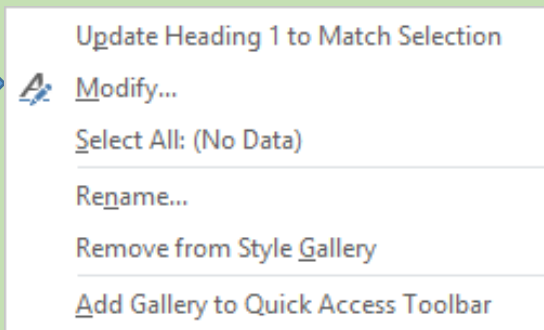 Update Heading 1 to Match Selection
Modify...
Select All: (No Data)
Rename...
Remove from Style Gallery
Add Gallery to Quick Access Toolbar